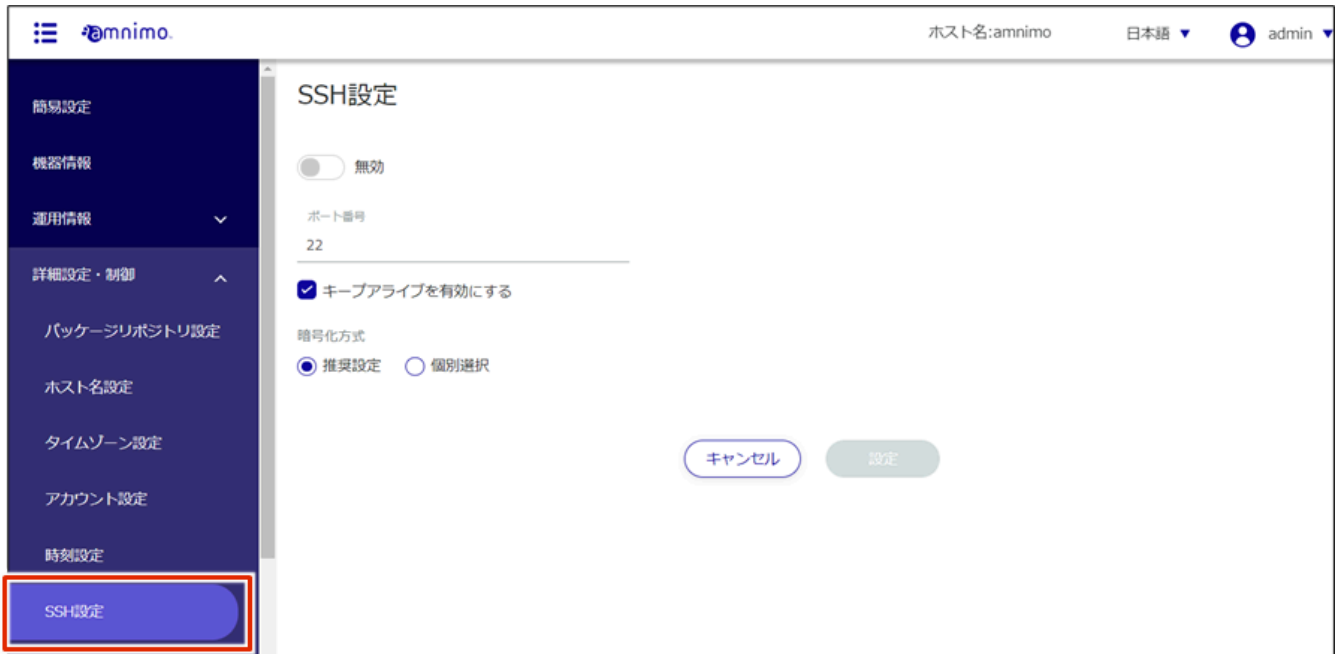 amnimo.
ホスト名:amnimo
日本語 ▼
admin ▼
簡易設定
機器情報
運用情報
詳細設定・制御
パッケージリポジトリ設定
ホスト名設定
タイムゾーン設定
アカウント設定
時刻設定
SSH設定
SSH設定
無効
ポート番号
22
キープアライブを有効にする
暗号化方式
推奨設定 個別選択
キャンセル 設定